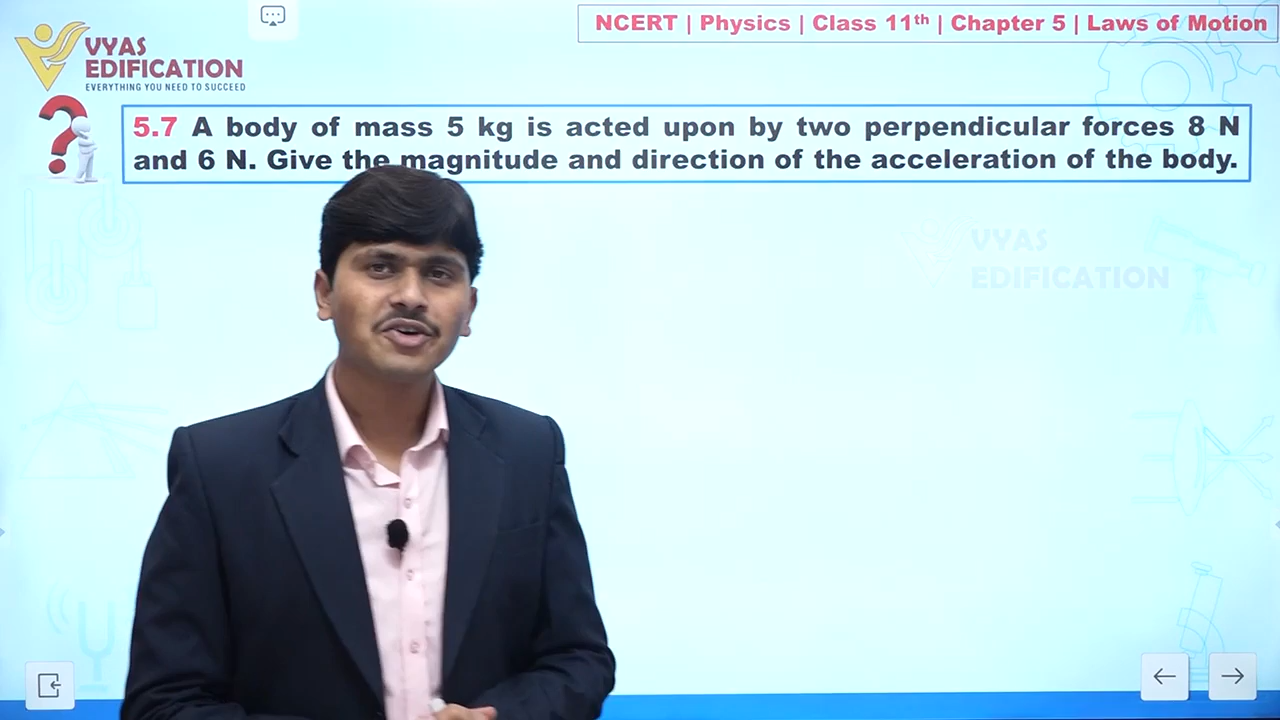 NCERT | Physics | Class 11th | Chapter 5 | Laws of Motion
VYAS
EDIFICATION
EVERYTHING YOU NEED TO SUCCEED
5.7 A body of mass 5 kg is acted upon by two perpendicular forces 8 N
and 6 N. Give the magnitude and direction of the acceleration of the body.
VYAS
EDIFICATION